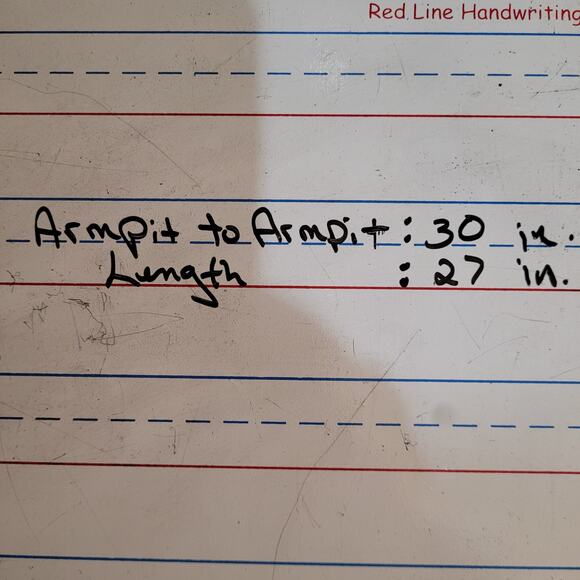 Red Line Handwriting
Armpit to Armpit : 30 in.
Length : 27 in.